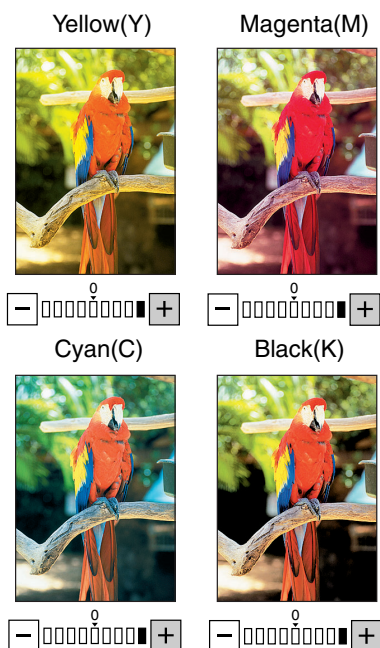 Yellow(Y)
Magenta(M)
0
0
− +
− +
Cyan(C)
Black(K)
0
0
− +
− +